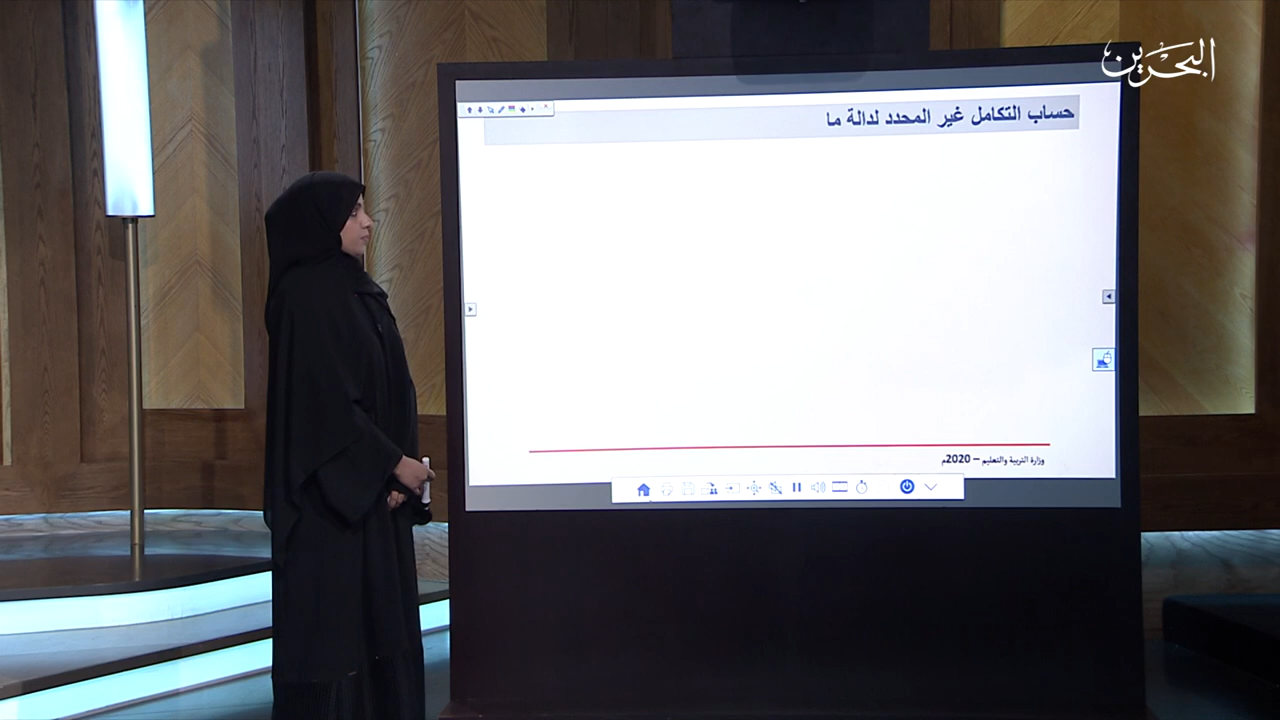 البحرين
حساب التكامل غير المحدد لدالة ما
وزارة التربية والتعليم – 2020م